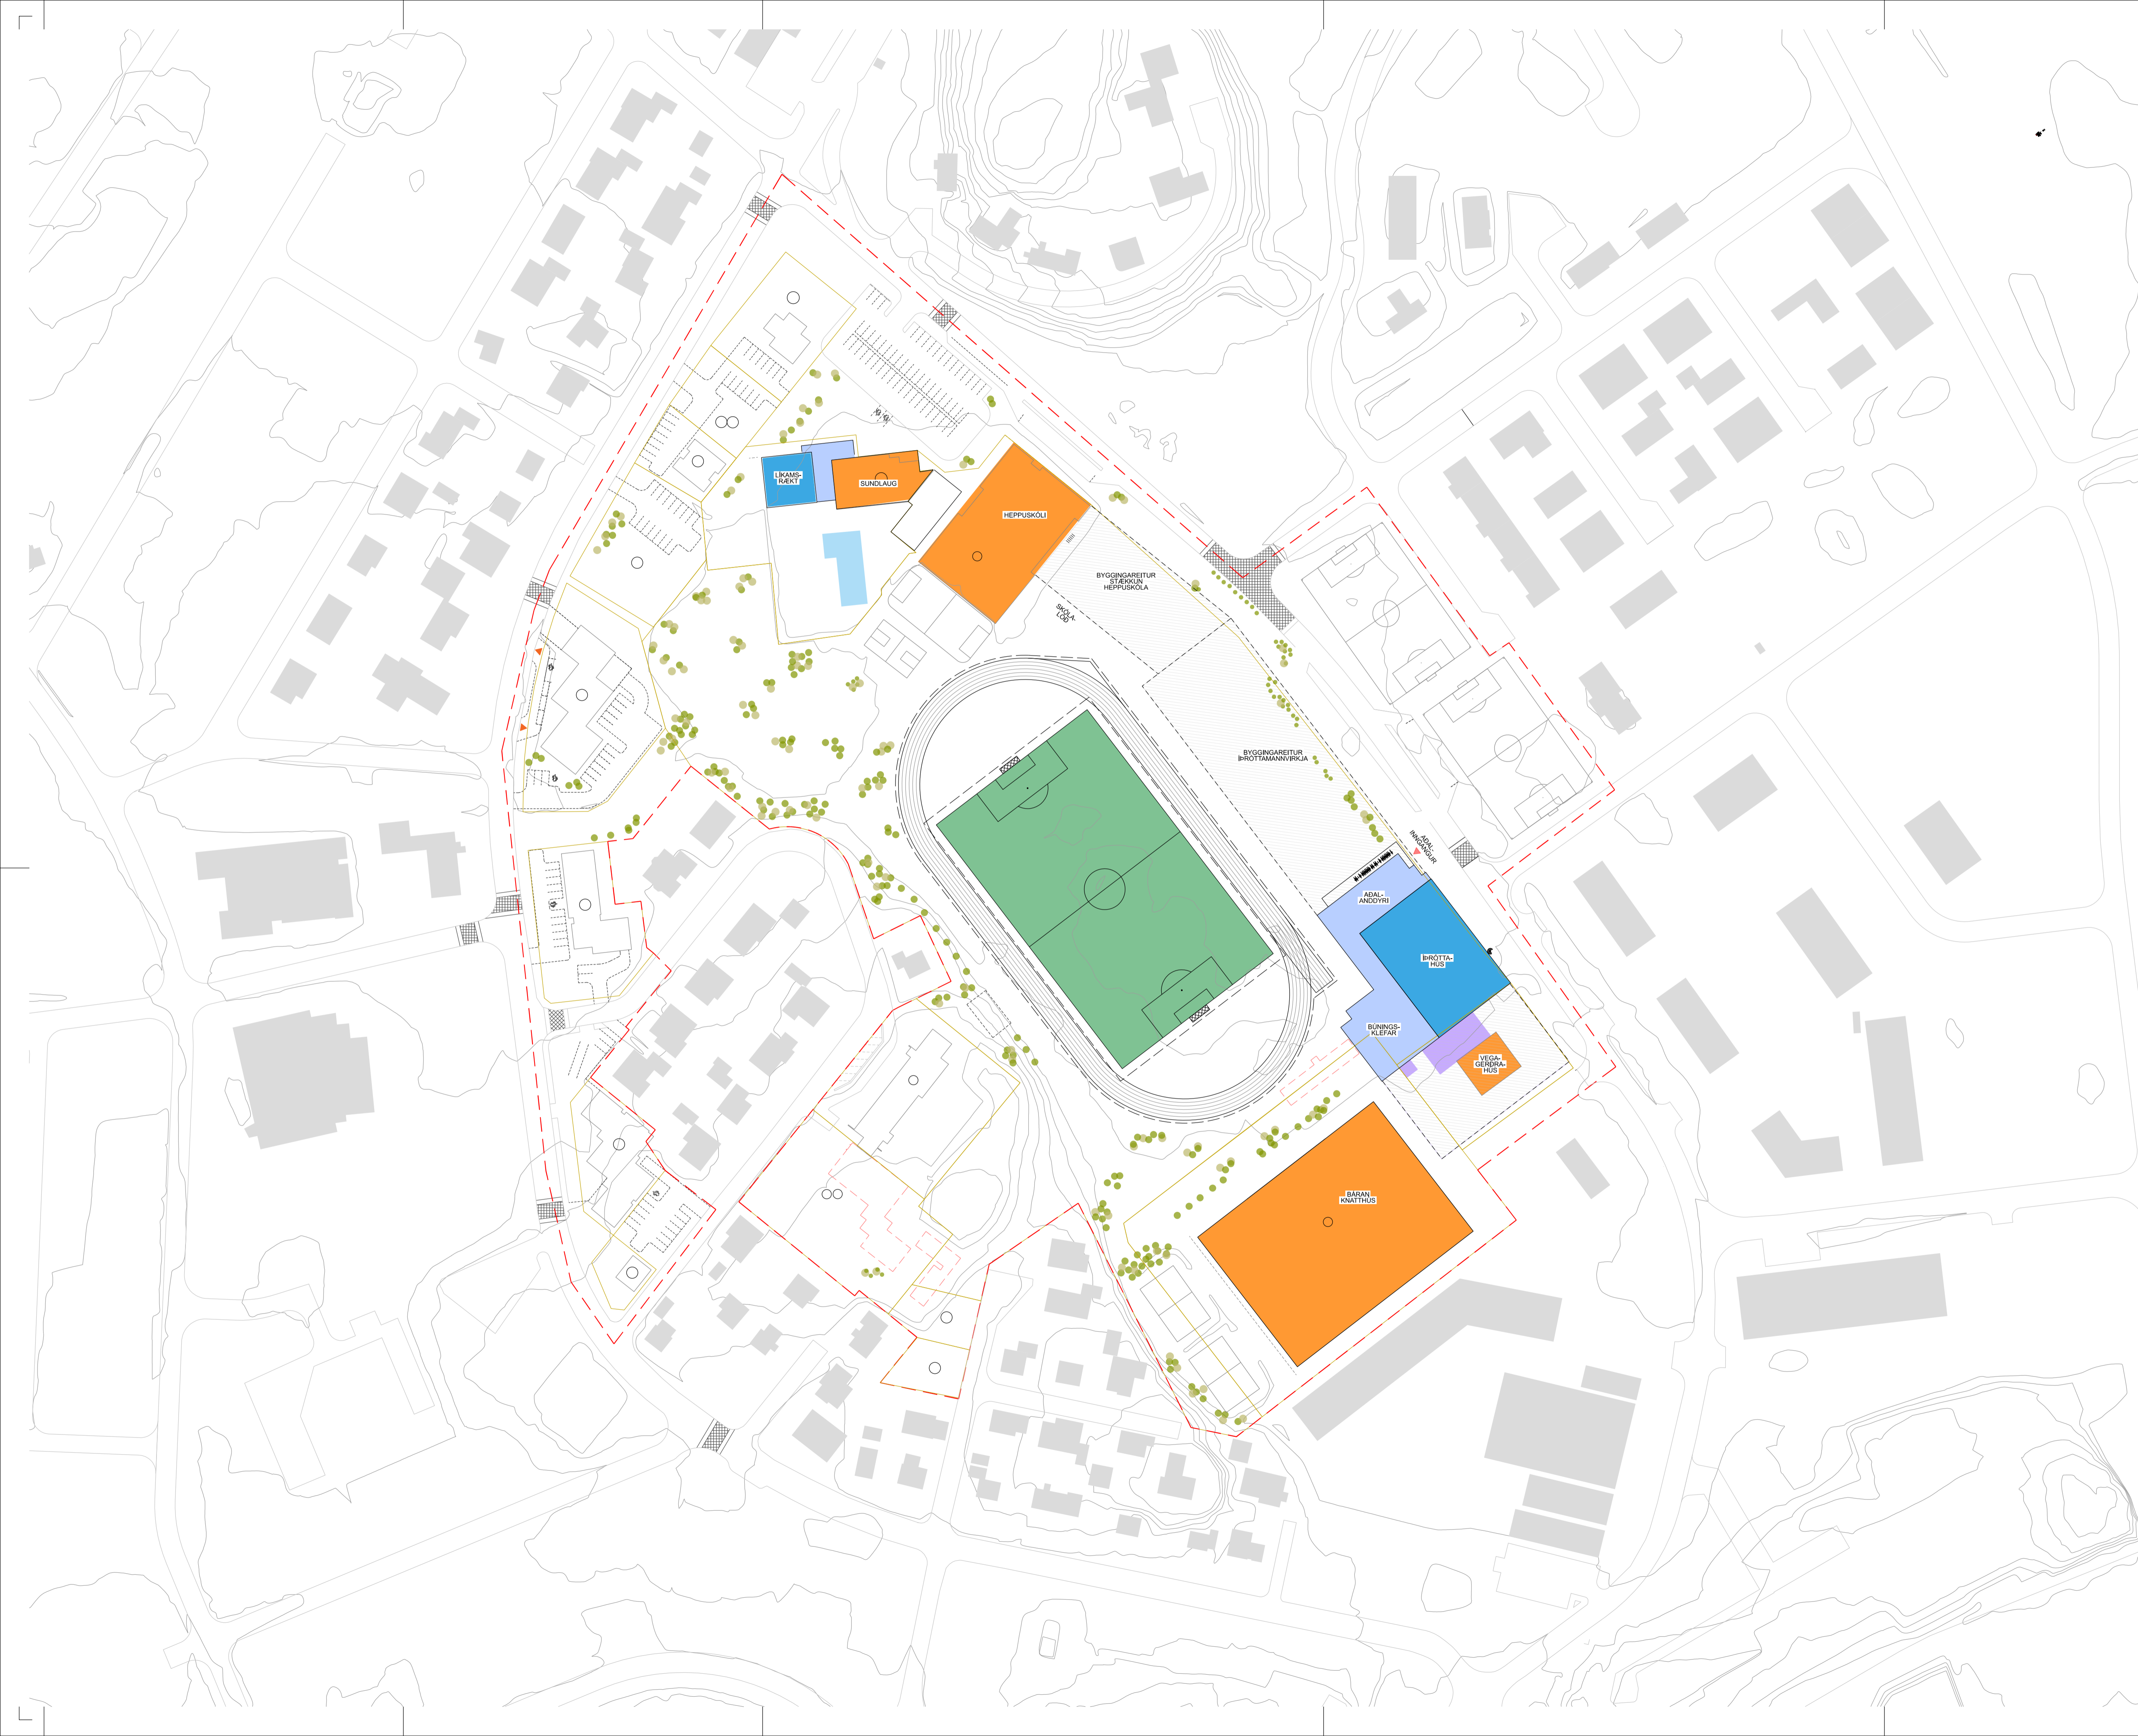 LÍKAMS-
RÆKT
SUNDLAUG
HEPPUSKÓLI
BYGGINGAREITUR
STÆKKUN
HEPPUSKÓLA
SKÓLA-
LÓÐ
BYGGINGAREITUR
ÍÞRÓTTAMANNVIRKJA
AÐAL-
INNGANGUR
AÐAL-
ANDDYRI
ÍÞRÓTTA-
HÚS
BÚNINGS-
KLEFAR
VEGA-
GERÐRA-
HÚS
BÁRAN
KNATTHÚS